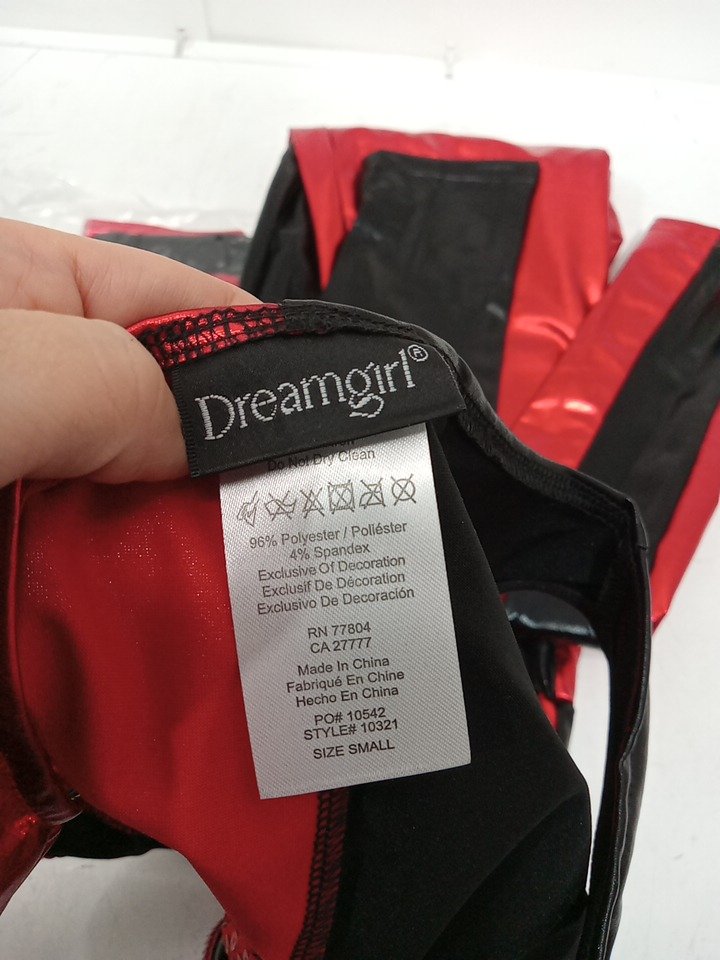 Dreamgirl®
Do Not Dry Clean
96% Polyester / Poliéster
4% Spandex
Exclusive Of Decoration
Exclusif De Décoration
Exclusivo De Decoración
RN 77804
CA 27777
Made In China
Fabriqué En Chine
Hecho En China
PO# 10542
STYLE# 10321
SIZE SMALL